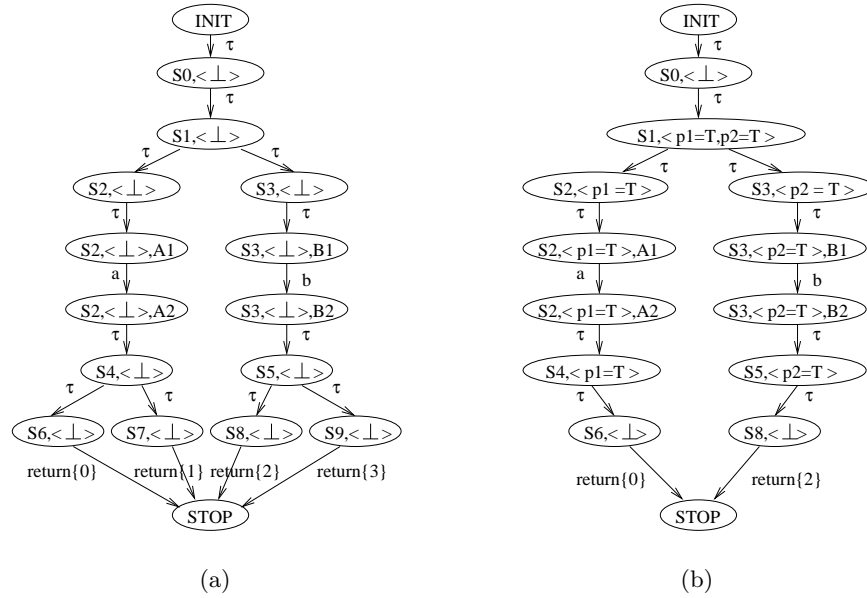 INIT INIT
τ τ
S0,<⊥> S0,<⊥>
τ τ
S1,<⊥> S1,< p1=T,p2=T >
τ τ τ τ
S2,<⊥> S3,<⊥> S2,< p1 =T > S3,< p2 = T >
τ τ τ τ
S2,<⊥>,A1 S3,<⊥>,B1 S2,< p1=T>,A1 S3,< p2=T>,B1
a b a b
S2,<⊥>,A2 S3,<⊥>,B2 S2,< p1=T>,A2 S3,< p2=T>,B2
τ τ τ τ
S4,<⊥> S5,<⊥> S4,< p1=T> S5,< p2=T>
τ τ τ τ τ τ
S6,<⊥> S7,<⊥> S8,<⊥> S9,<⊥> S6,<⊥> S8,<⊥>
return{0} return{1} return{2} return{3} return{0} return{2}
STOP STOP
(a) (b)